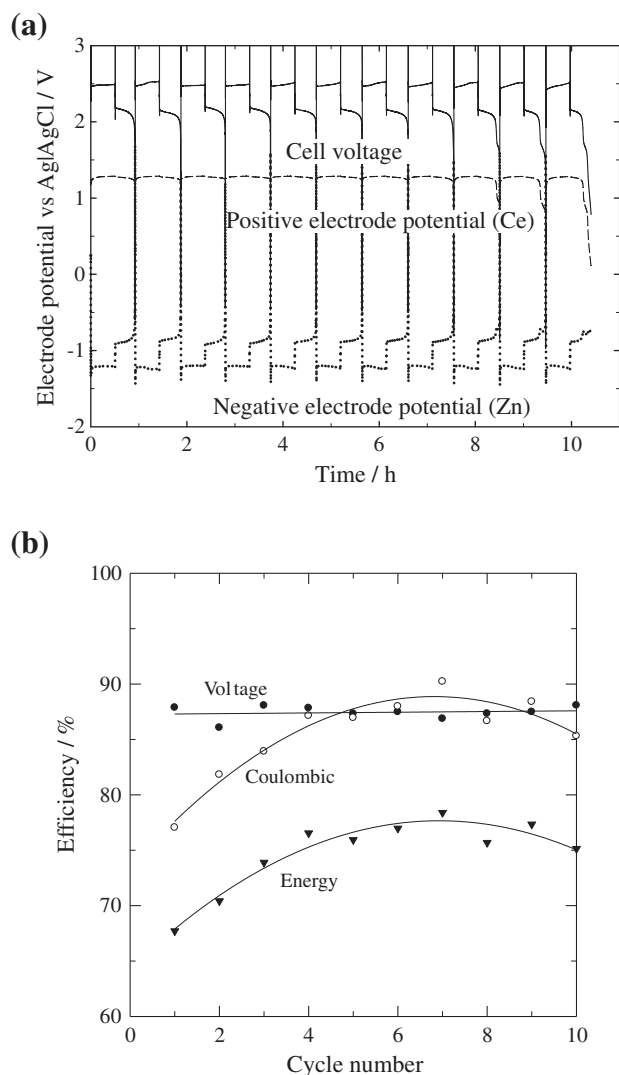 (a)
Electrode potential vs Ag|AgCl / V
3
2
1
0
-1
-2
Cell voltage
Positive electrode potential (Ce)
Negative electrode potential (Zn)
0 2 4 6 8 10
Time / h
(b)
Efficiency / %
100
90
80
70
60
Voltage
Coulombic
Energy
0 2 4 6 8 10
Cycle number